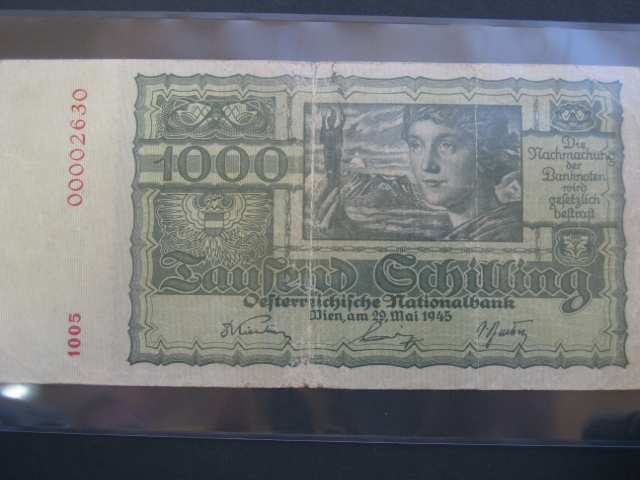 00002630
1005
1000
Die
Nachmachung
der
Banknoten
wird
gesetzlich
bestraft
Tausend Schilling
Oesterreichische Nationalbank
Wien, am 29. Mai 1945